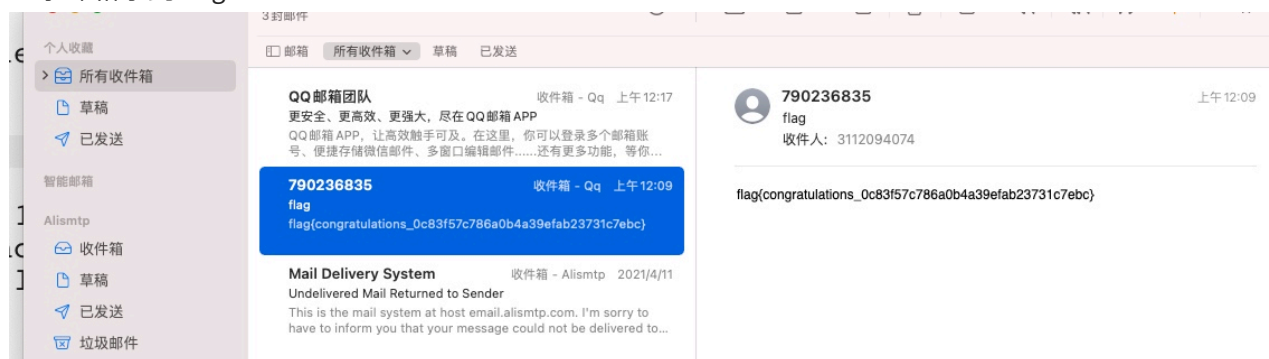 3封邮件
个人收藏
所有收件箱
草稿
已发送
智能邮箱
Alismtp
收件箱
草稿
已发送
垃圾邮件
邮箱 所有收件箱 草稿 已发送
QQ邮箱团队 收件箱 - Qq 上午12:17
更安全、更高效、更强大，尽在QQ邮箱APP
QQ邮箱APP，让高效触手可及。在这里，你可以登录多个邮箱账
号、便捷存储微信邮件、多窗口编辑邮件......还有更多功能，等你...
790236835 收件箱 - Qq 上午12:09
flag
flag{congratulations_0c83f57c786a0b4a39efab23731c7ebc}
Mail Delivery System 收件箱 - Alismtp 2021/4/11
Undelivered Mail Returned to Sender
This is the mail system at host email.alismtp.com. I'm sorry to
have to inform you that your message could not be delivered to...
790236835 上午12:09
flag
收件人： 3112094074
flag{congratulations_0c83f57c786a0b4a39efab23731c7ebc}